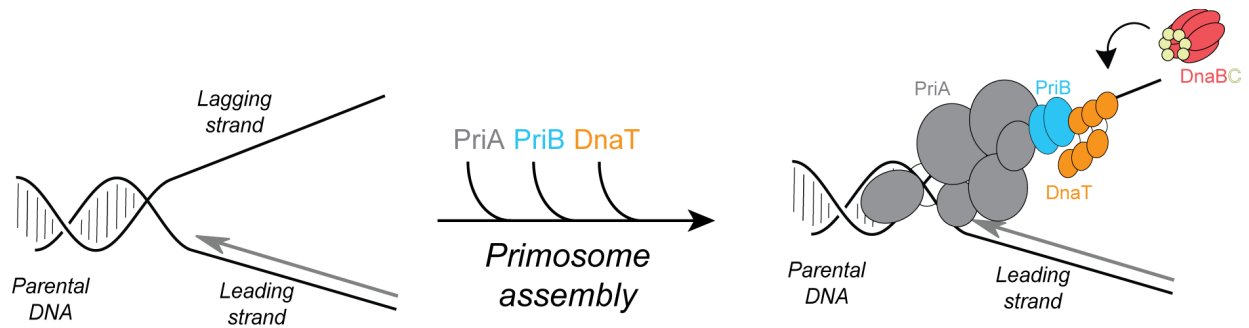 Lagging
strand
Parental
DNA
Leading
strand
PriA PriB DnaT
Primosome
assembly
PriA
PriB
DnaT
DnaBC
Parental
DNA
Leading
strand